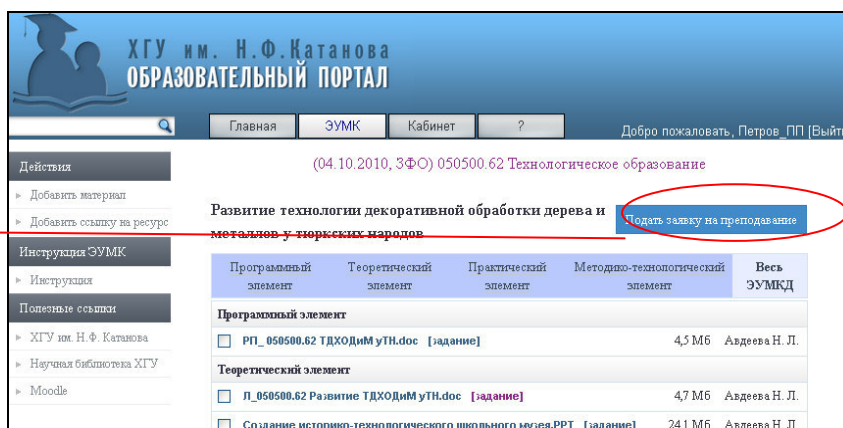 ХГУ им. Н.Ф.Катанова
ОБРАЗОВАТЕЛЬНЫЙ ПОРТАЛ
Главная ЭУМК Кабинет ?
Добро пожаловать, Петров_ПП [Выйти
Действия
Добавить материал
Добавить ссылку на ресурс
Инструкция ЭУМК
Инструкция
Полезные ссылки
ХГУ им. Н.Ф. Катанова
Научная библиотека ХГУ
Moodle
(04.10.2010, ЗФО) 050500.62 Технологическое образование
Развитие технологии декоративной обработки дерева и
металлов у тюркских народов
Подать заявку на преподавание
Программный элемент Теоретический элемент Практический элемент Методико-технологический элемент Весь ЭУМКД
Программный элемент
РП_ 050500.62 ТДХОДиМ уТН.doc [задание] 4,5 Мб Авдеева Н. Л.
Теоретический элемент
Л_050500.62 Развитие ТДХОДиМ уТН.doc [задание] 4,7 Мб Авдеева Н. Л.
Создание историко-технологического школьного музея.PPT [задание] 24,1 Мб Авдеева Н. Л.